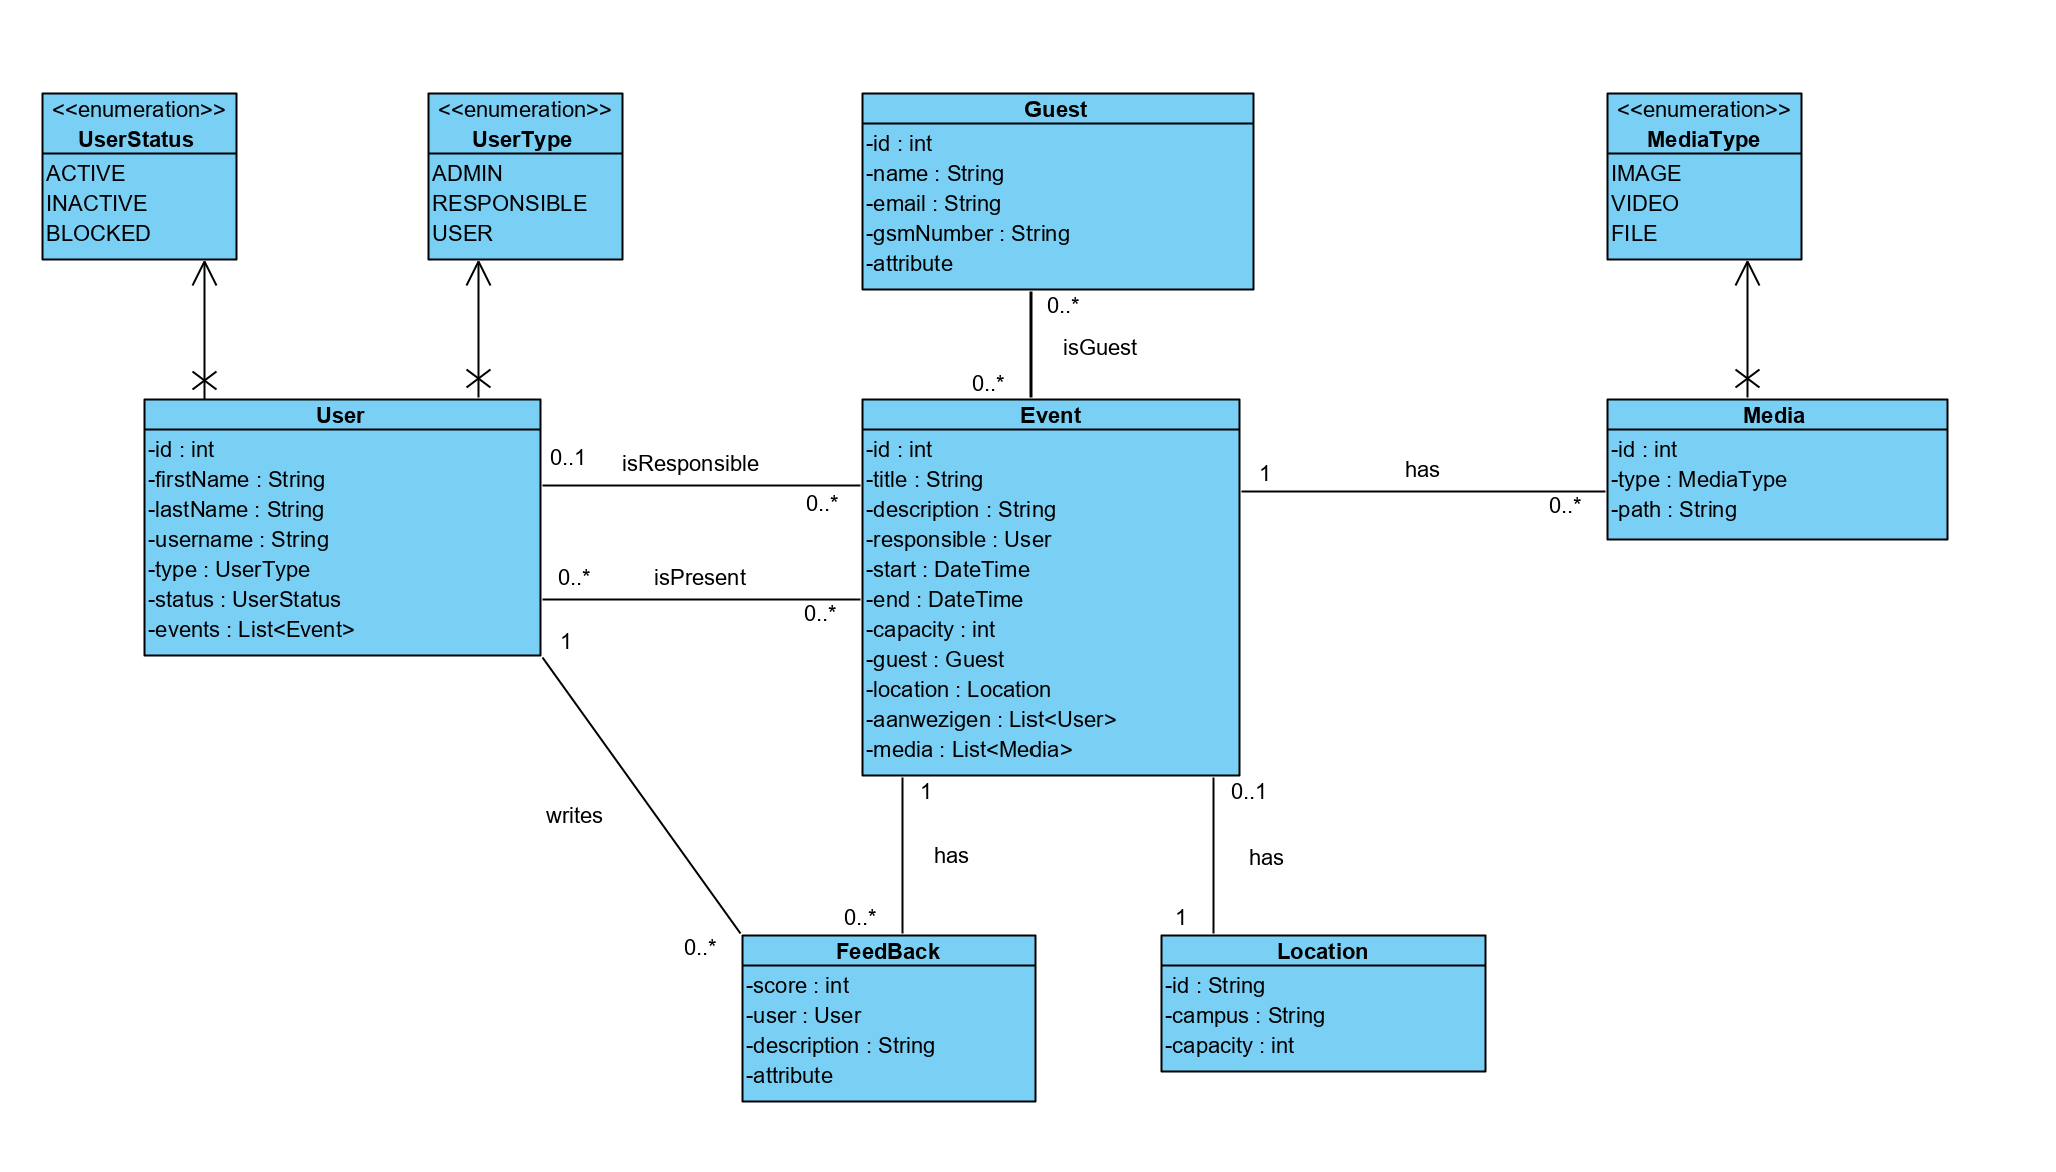 <<enumeration>>
UserStatus
ACTIVE
INACTIVE
BLOCKED
<<enumeration>>
UserType
ADMIN
RESPONSIBLE
USER
Guest
-id : int
-name : String
-email : String
-gsmNumber : String
-attribute
<<enumeration>>
MediaType
IMAGE
VIDEO
FILE
0..*
isGuest
0..*
User
-id : int
-firstName : String
-lastName : String
-username : String
-type : UserType
-status : UserStatus
-events : List<Event>
0..1
isResponsible
0..*
0..*
isPresent
0..*
1
Event
-id : int
-title : String
-description : String
-responsible : User
-start : DateTime
-end : DateTime
-capacity : int
-guest : Guest
-location : Location
-aanwezigen : List<User>
-media : List<Media>
1
has
0..*
Media
-id : int
-type : MediaType
-path : String
writes
0..*
1
has
0..*
0..1
has
1
FeedBack
-score : int
-user : User
-description : String
-attribute
Location
-id : String
-campus : String
-capacity : int